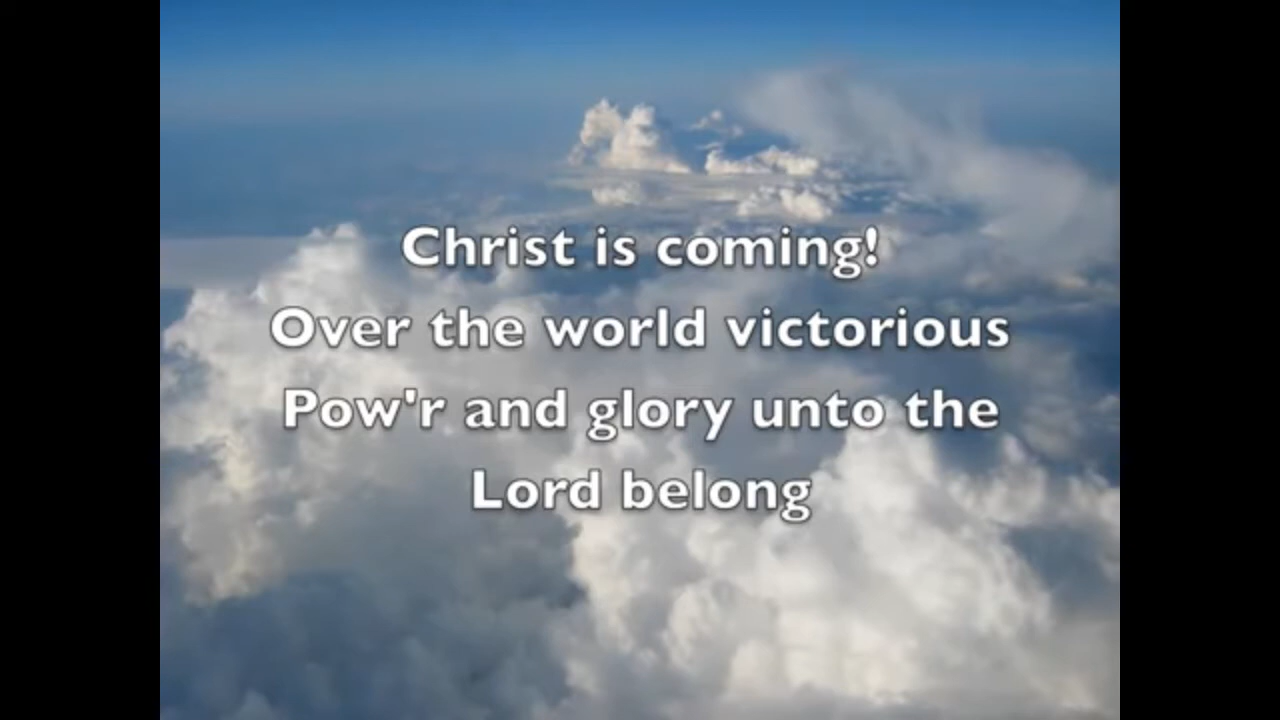 Christ is coming!
Over the world victorious
Pow'r and glory unto the
Lord belong